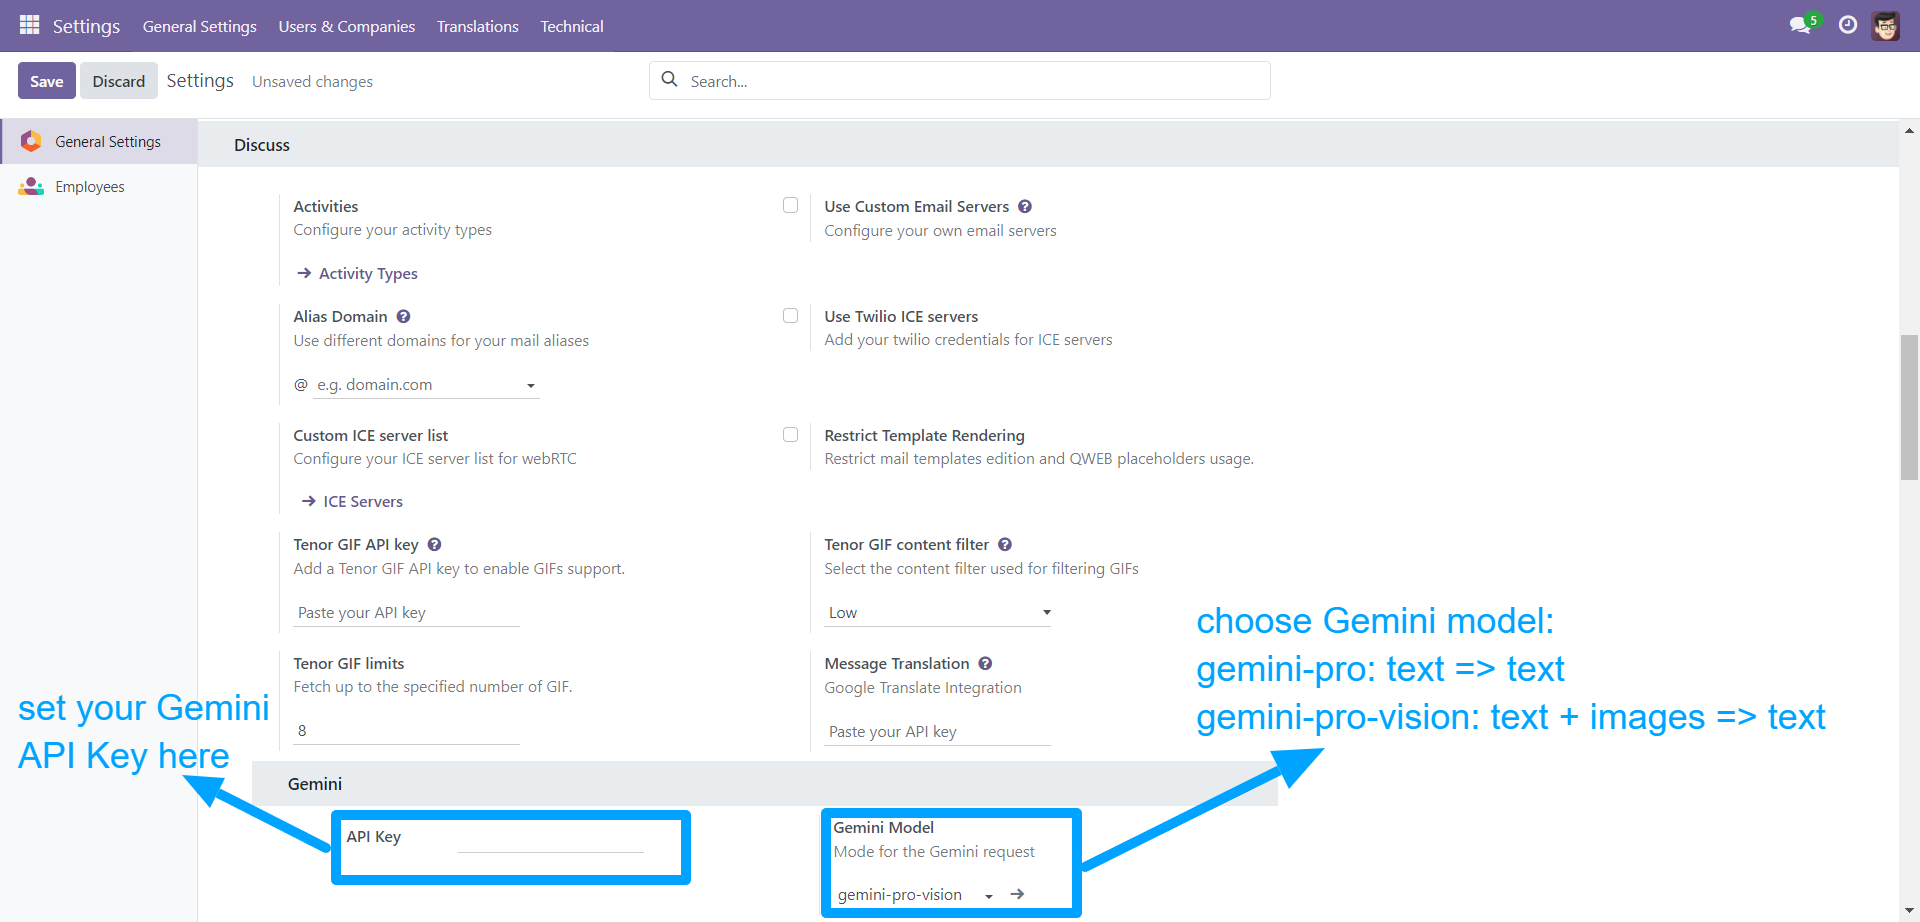 Settings General Settings Users & Companies Translations Technical 5
Save Discard Settings Unsaved changes Search...
General Settings
Employees
Discuss
Activities
Configure your activity types
Activity Types
Use Custom Email Servers ?
Configure your own email servers
Alias Domain ?
Use different domains for your mail aliases
@ e.g. domain.com
Use Twilio ICE servers
Add your twilio credentials for ICE servers
Custom ICE server list
Configure your ICE server list for webRTC
ICE Servers
Restrict Template Rendering
Restrict mail templates edition and QWEB placeholders usage.
Tenor GIF API key ?
Add a Tenor GIF API key to enable GIFs support.
Paste your API key
Tenor GIF content filter ?
Select the content filter used for filtering GIFs
Low
Tenor GIF limits
Fetch up to the specified number of GIF.
8
Message Translation ?
Google Translate Integration
Paste your API key
choose Gemini model:
gemini-pro: text => text
gemini-pro-vision: text + images => text
set your Gemini
API Key here
Gemini
API Key
Gemini Model
Mode for the Gemini request
gemini-pro-vision